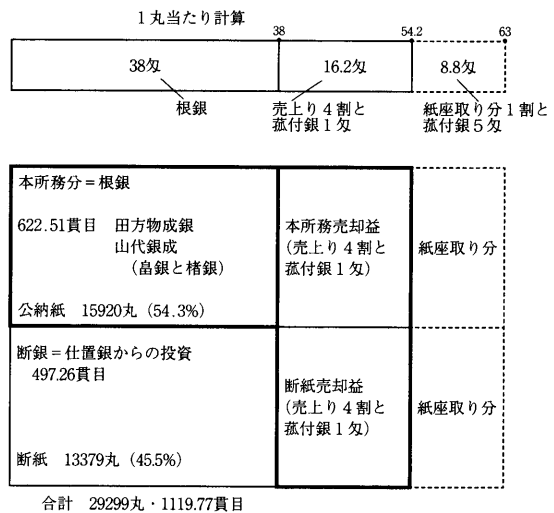 1丸当たり計算
38 54.2 63
38匁 16.2匁 8.8匁
根銀
売上り4割と
菰付銀1匁
紙座取り分1割と
菰付銀5匁
本所務分=根銀
622.51貫目 田方物成銀
山代銀成
(畠銀と楮銀)
公納紙 15920丸(54.3%)
本所務売却益
(売上り4割と
菰付銀1匁)
紙座取り分
断銀=仕置銀からの投資
497.26貫目
断紙 13379丸(45.5%)
断紙売却益
(売上り4割と
菰付銀1匁)
紙座取り分
合計 29299丸・1119.77貫目